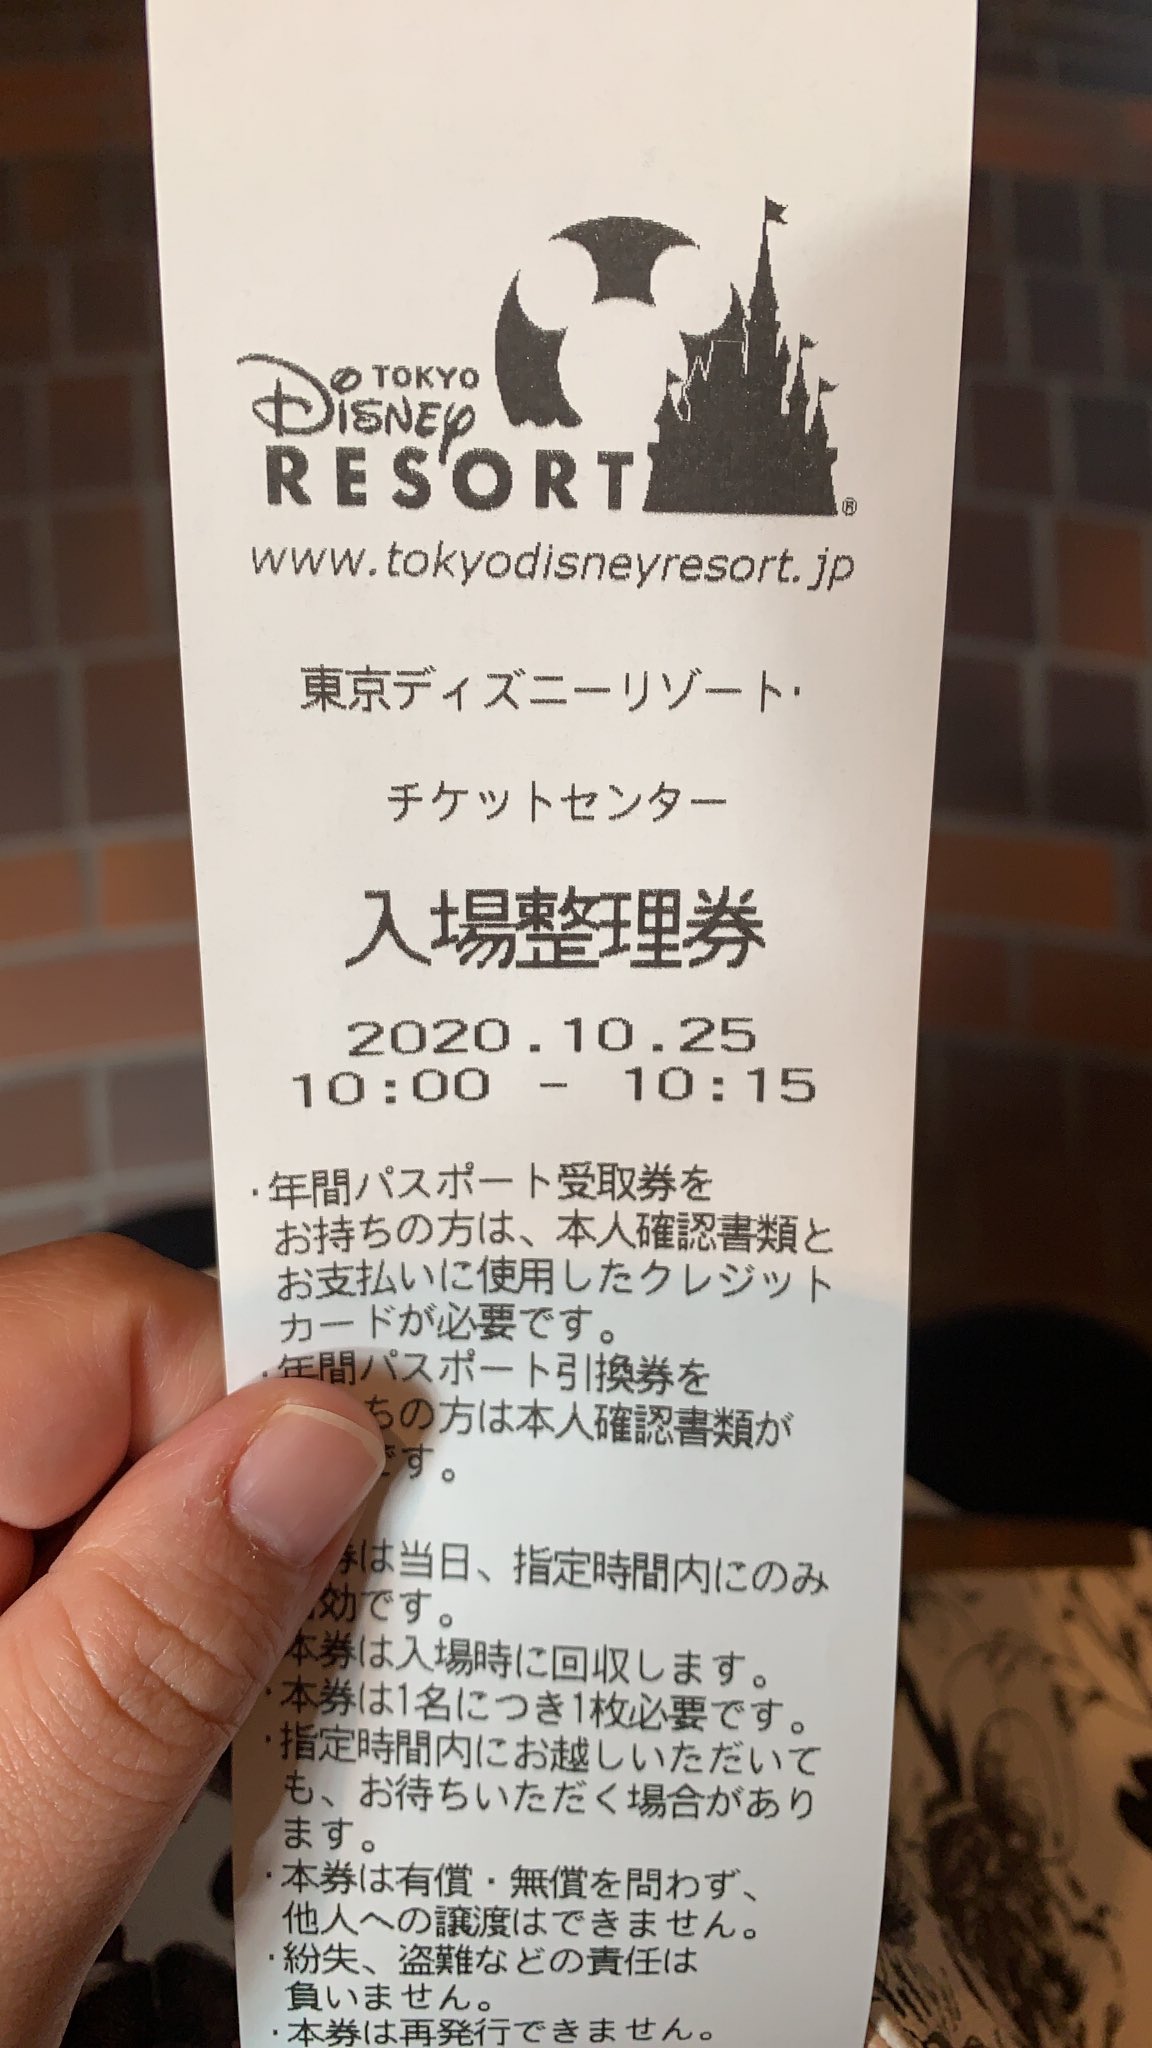 TOKYO
DISNEY
RESORT®
www.tokyodisneyresort.jp
東京ディズニーリゾート・
チケットセンター
入場整理券
2020.10.25
10:00 - 10:15
・年間パスポート受取券を
お持ちの方は、本人確認書類と
お支払いに使用したクレジット
カードが必要です。
・年間パスポート引換券を
ちの方は本人確認書類が
です。
券は当日、指定時間内にのみ
効です。
本券は入場時に回収します。
・本券は1名につき1枚必要です。
・指定時間内にお越しいただいて
も、お待ちいただく場合があり
ます。
・本券は有償・無償を問わず、
他人への譲渡はできません。
・紛失、盗難などの責任は
負いません。
・本券は再発行できません。